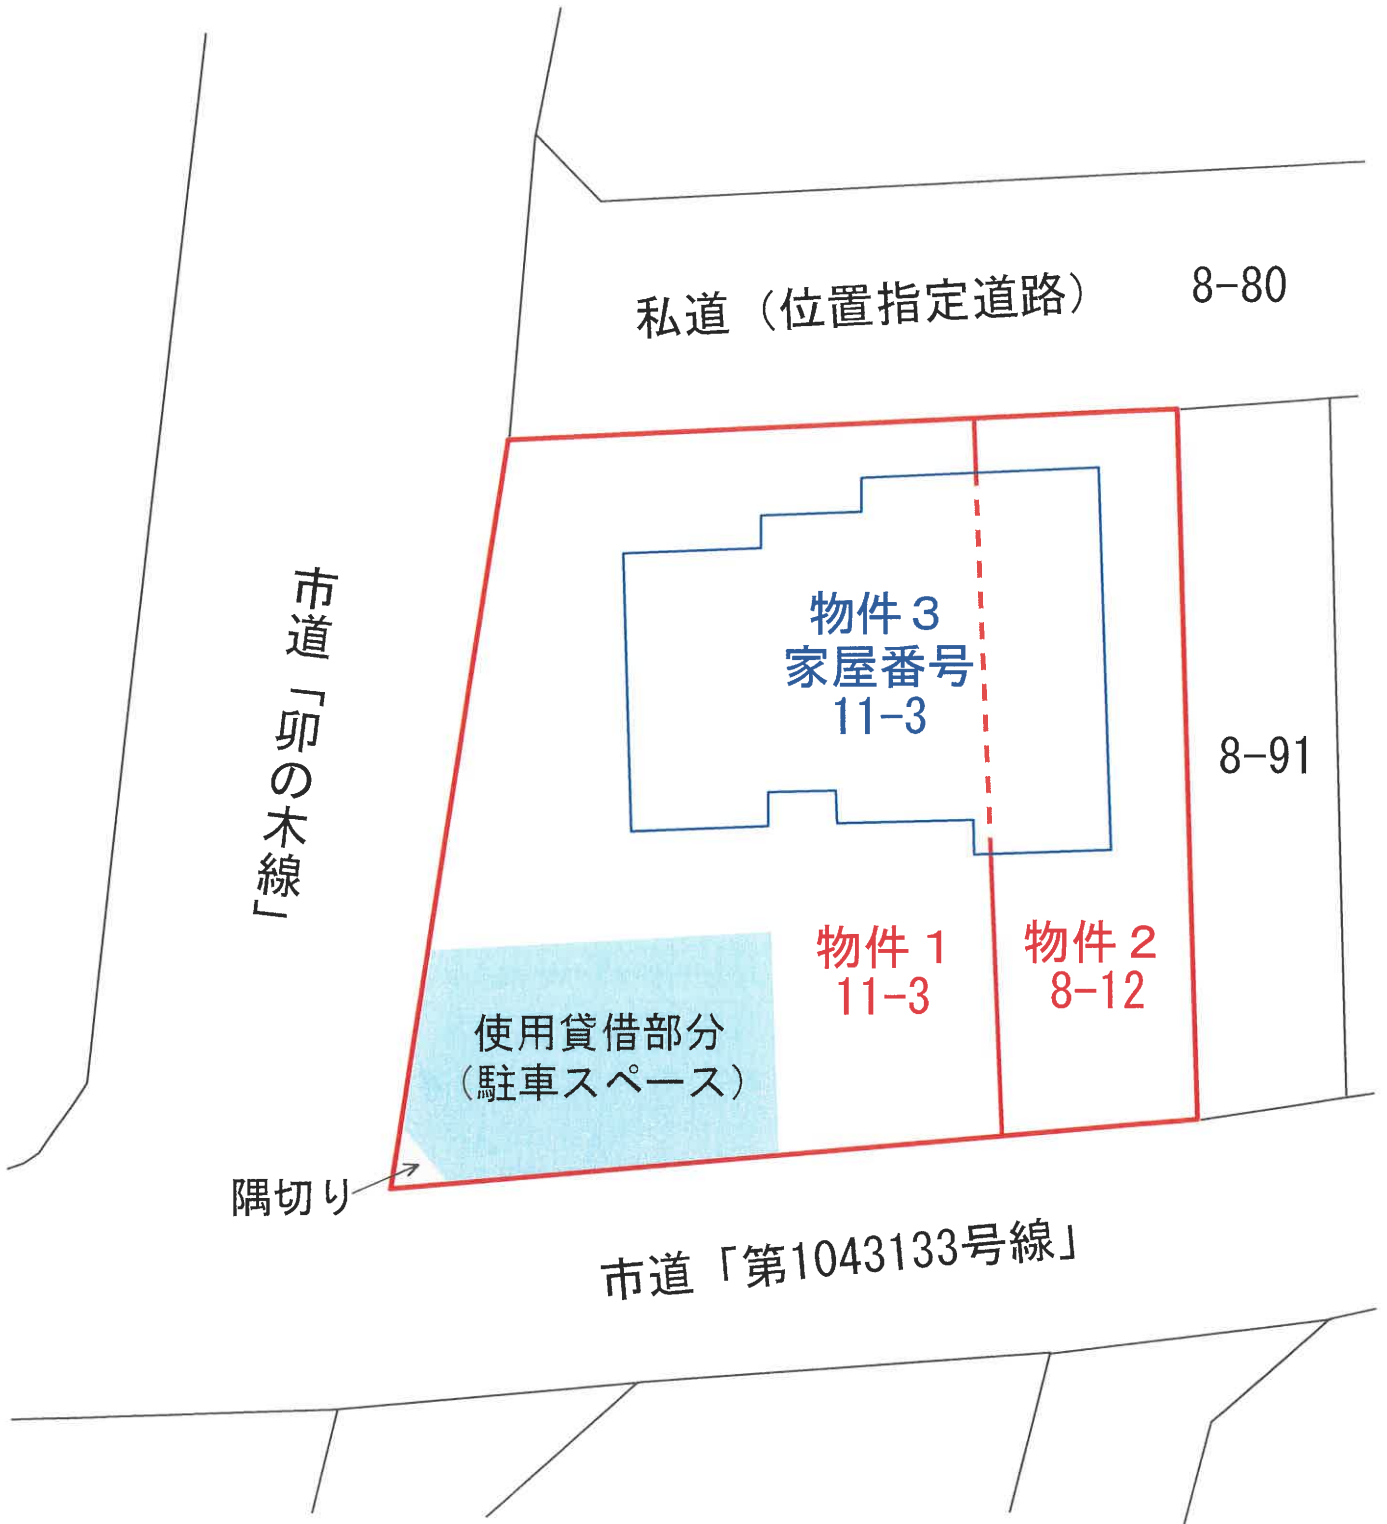 私道（位置指定道路）　8-80
市道「卯の木線」
物件３
家屋番号
11-3
8-91
物件１
11-3
物件２
8-12
使用貸借部分
（駐車スペース）
隅切り
市道「第1043133号線」